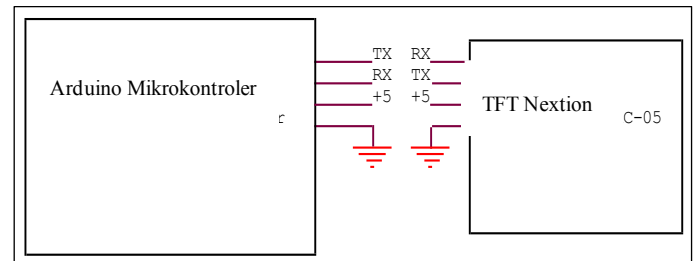 TX RX
RX TX
Arduino Mikrokontroler
+5 +5
TFT Nextion
r
C-05